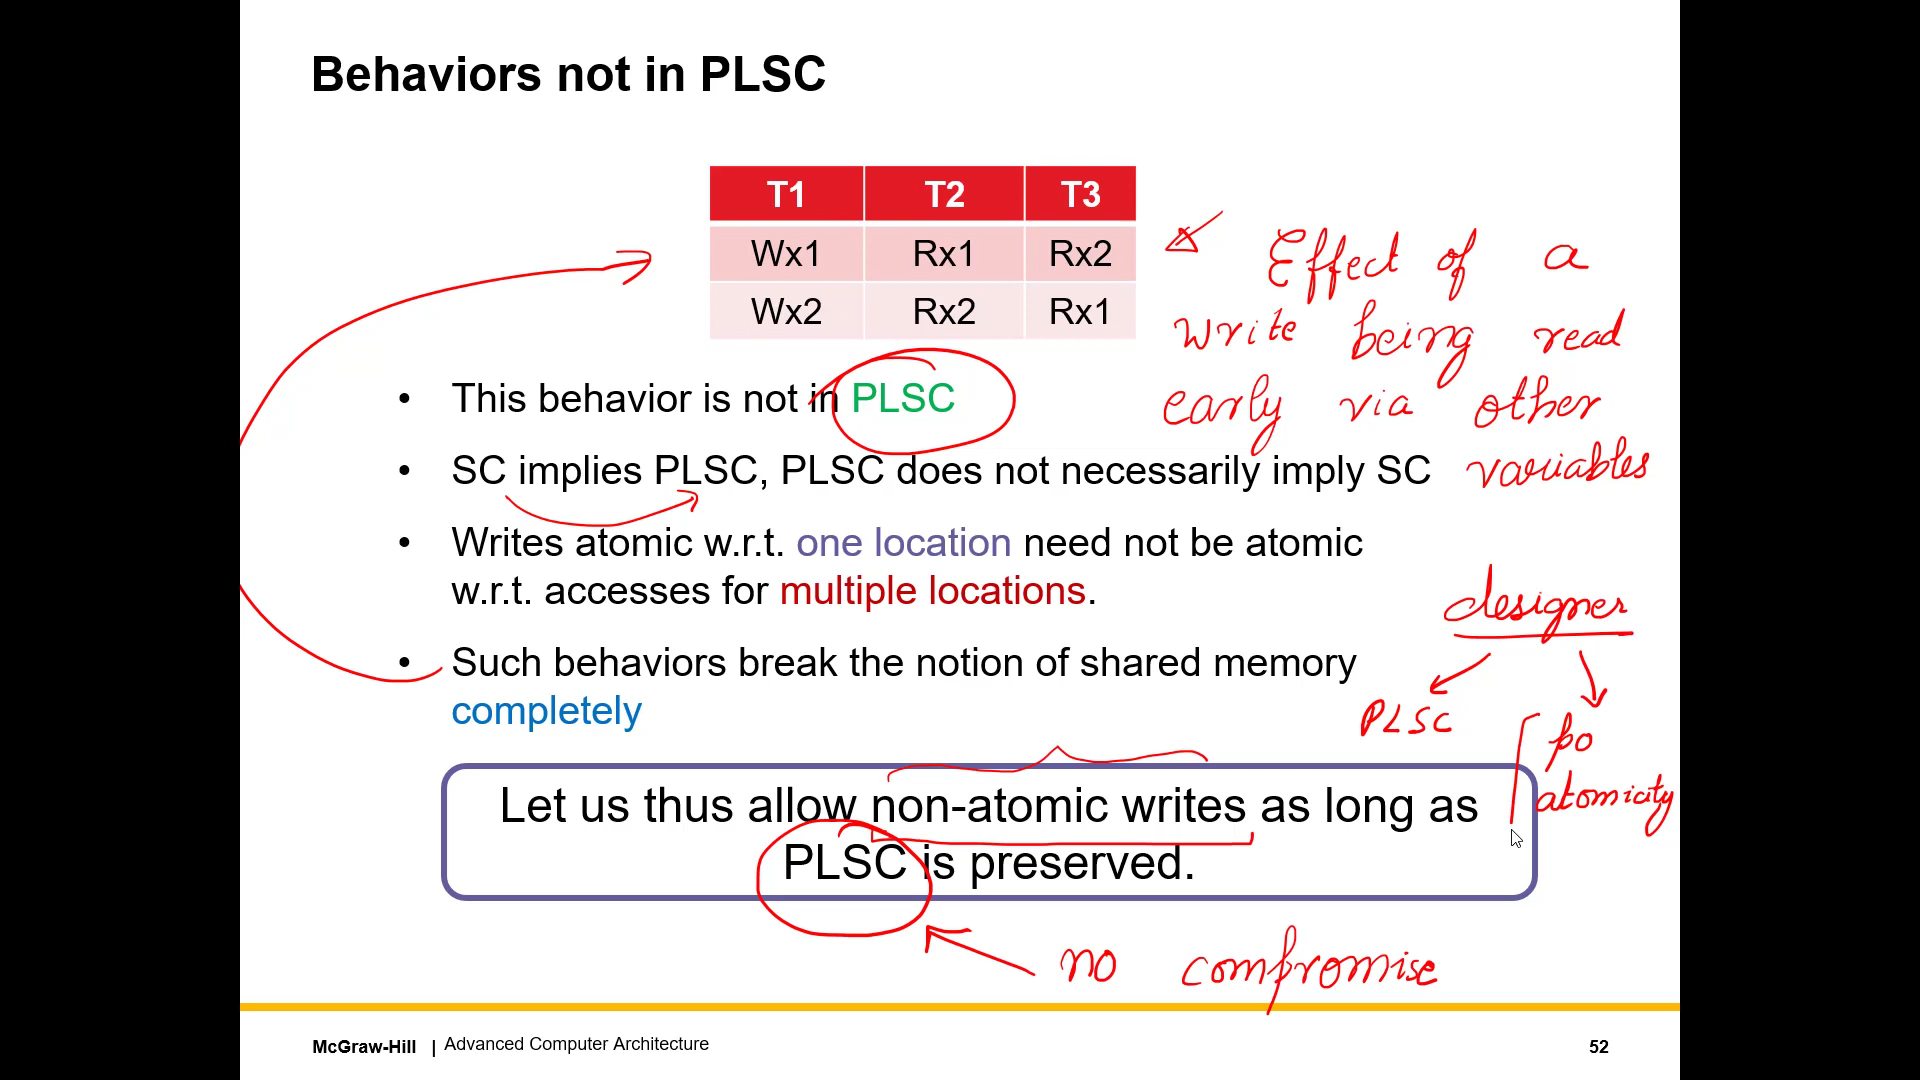 Behaviors not in PLSC
T1 T2 T3
Wx1 Rx1 Rx2
Wx2 Rx2 Rx1
Effect of a
write being read
early via other
variables
• This behavior is not in PLSC
• SC implies PLSC, PLSC does not necessarily imply SC
• Writes atomic w.r.t. one location need not be atomic
w.r.t. accesses for multiple locations.
• Such behaviors break the notion of shared memory
completely
designer
PLSC
po
atomicity
Let us thus allow non-atomic writes as long as
PLSC is preserved.
no compromise
McGraw-Hill | Advanced Computer Architecture 52